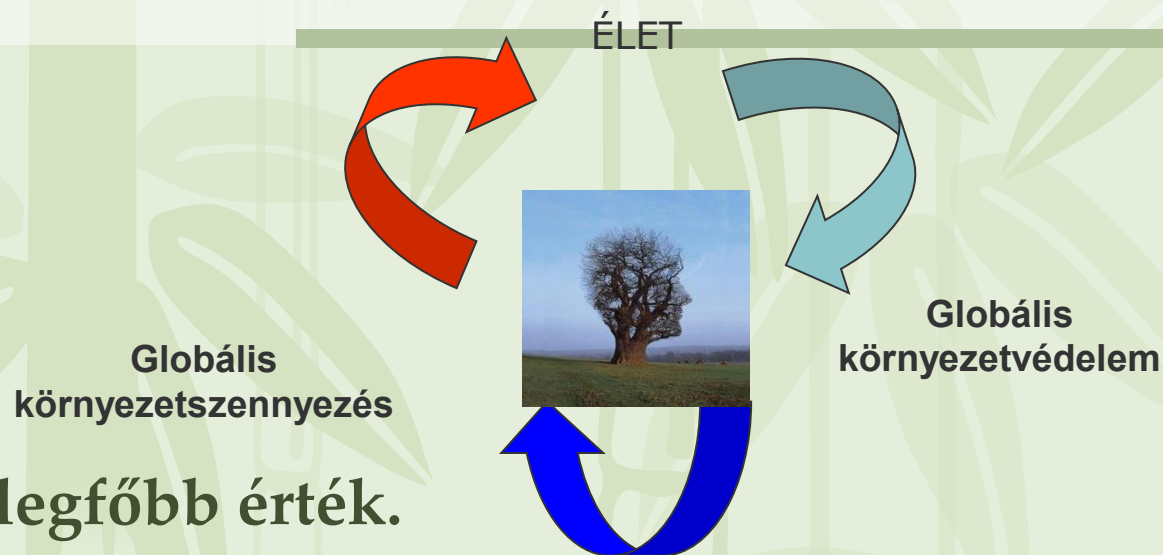 ÉLET
Globális
környezetvédelem
Globális
környezetszennyezés
legfőbb érték.